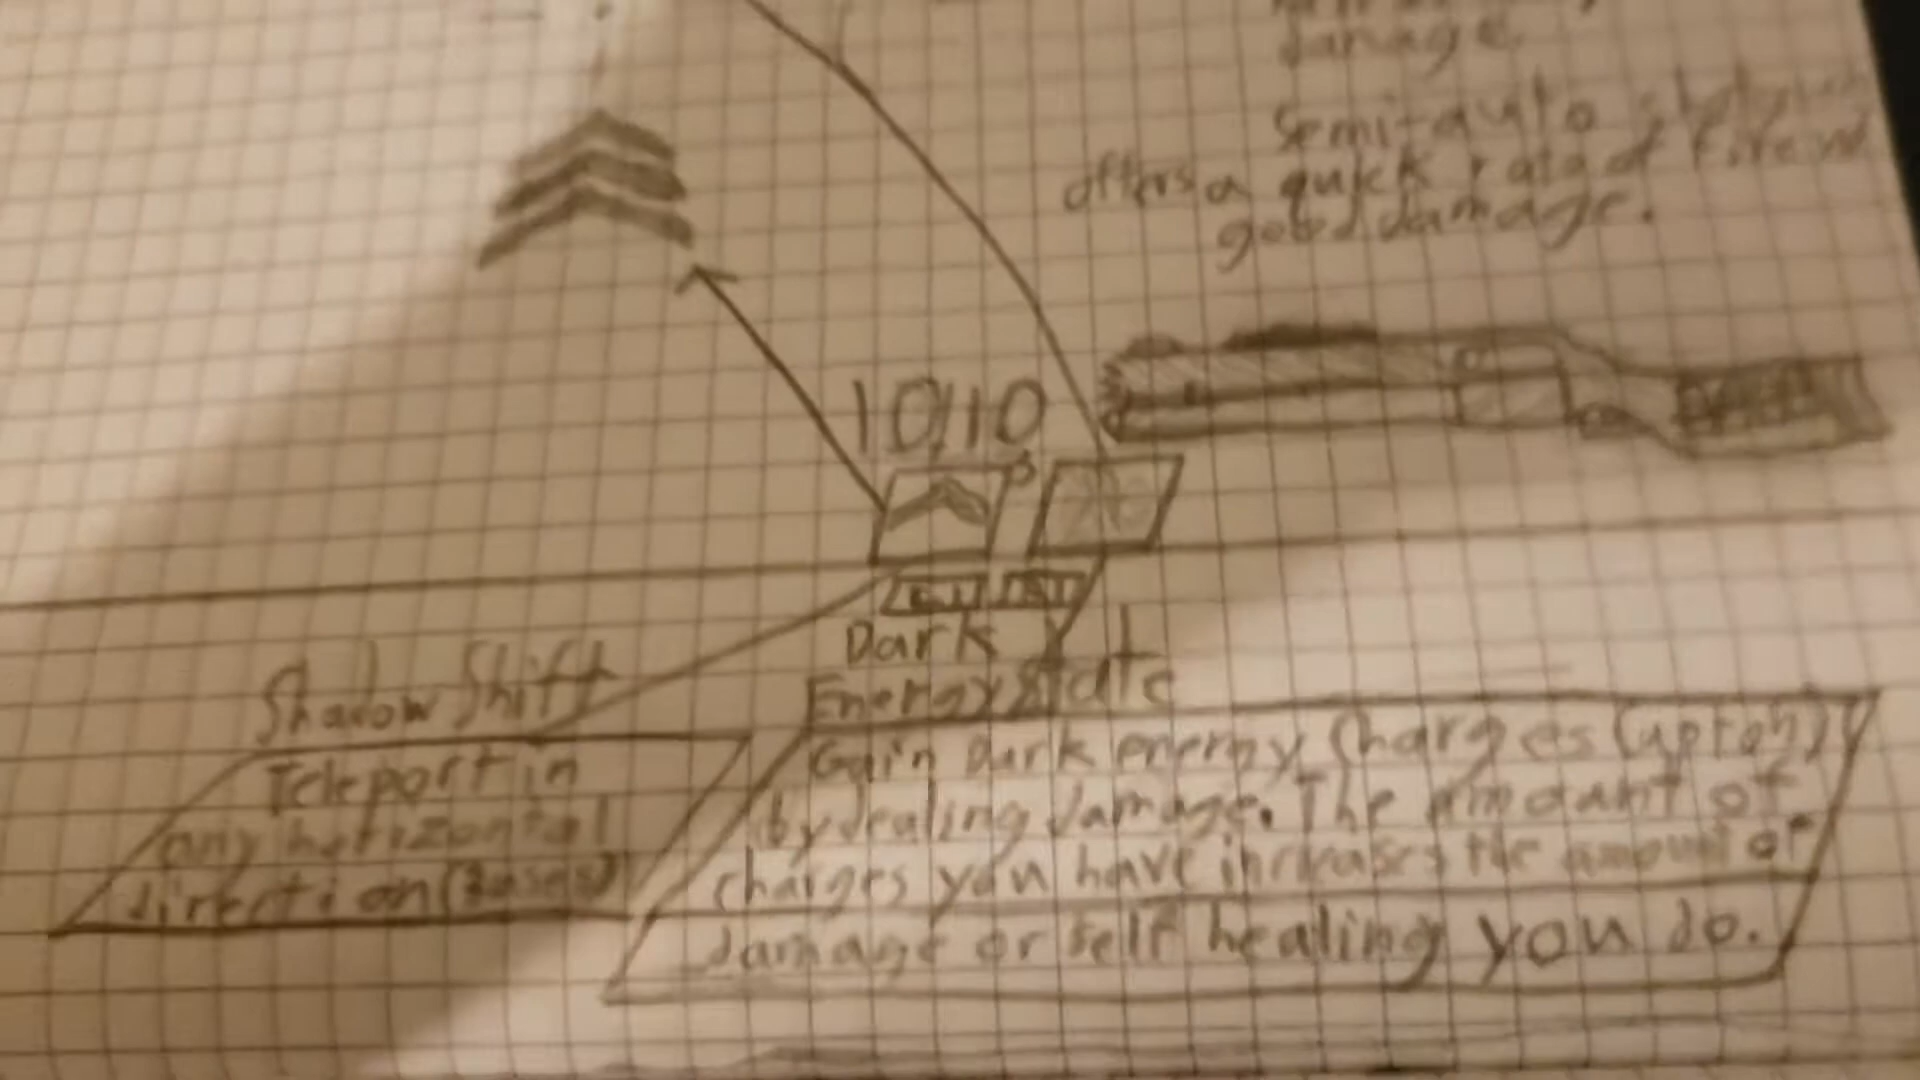 damage.
Semi-auto shotgun
offers a quick rate of fire w/
good damage.
10/10
Dark
Energy State
Shadow Shift
Teleport in
any horizontal
direction
Gain Dark energy Charges
by dealing damage. The amount of
charges you have increases the amount of
damage or self healing you do.